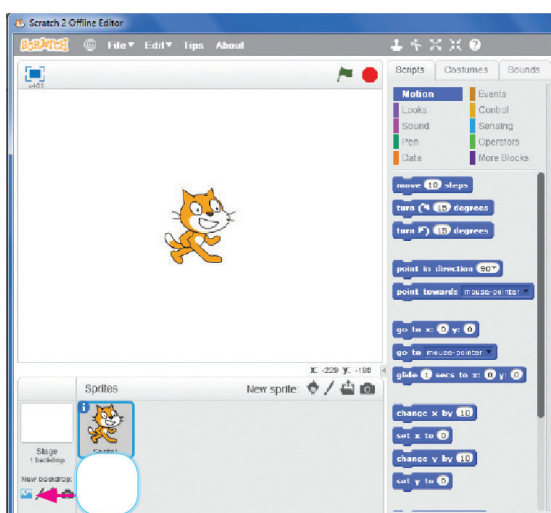 Scratch 2 Offline Editor
SCRATCH File Edit Tips About
v403
X: -229 y: -180
Sprites
New sprite:
Stage
1 backdrop
New backdrop:
Scripts Costumes Sounds
Motion Events
Looks Control
Sound Sensing
Pen Operators
Data More Blocks
move 10 steps
turn 15 degrees
turn 15 degrees
point in direction 90
point towards mouse-pointer
go to x: 0 y: 0
go to mouse-pointer
glide 1 secs to x: 0 y: 0
change x by 10
set x to 0
change y by 10
set y to 0